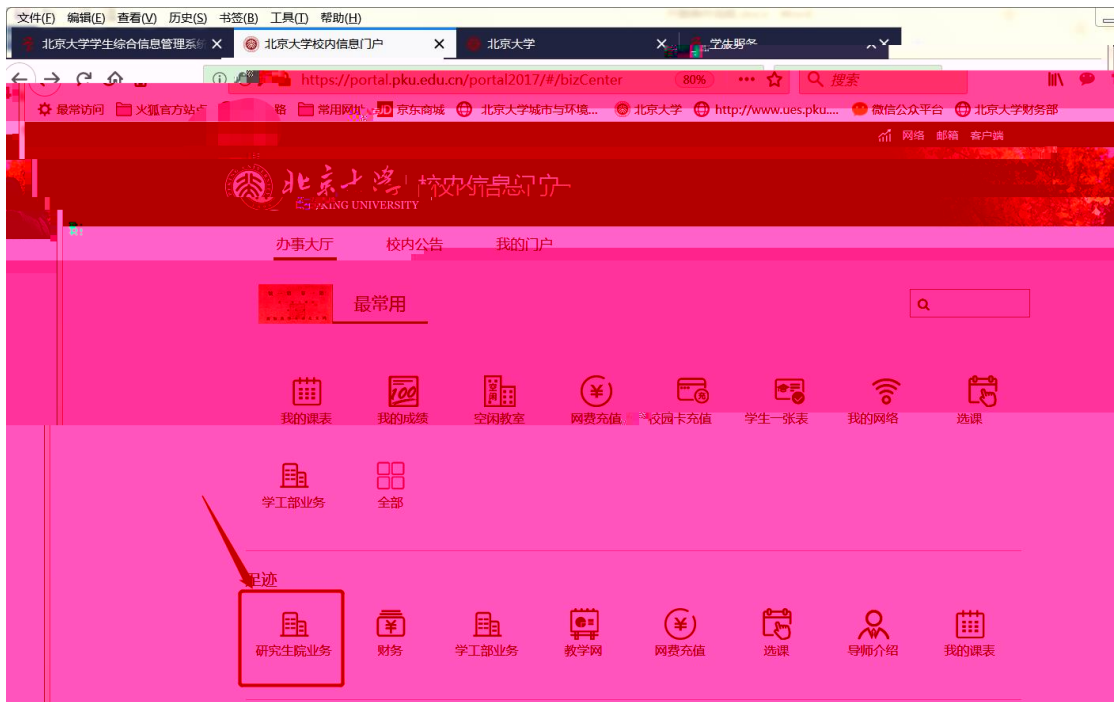 文件(F) 编辑(E) 查看(V) 历史(S) 书签(B) 工具(T) 帮助(H)
北京大学学生综合信息管理系统 北京大学校内信息门户 北京大学
https://portal.pku.edu.cn/portal2017/#/bizCenter 80% 搜索
最常访问 火狐官方站点 常用网址 JD 京东商城 北京大学城市与环境... 北京大学 http://www.ues.pku.... 微信公众平台 北京大学财务部
网络 邮箱 客户端
北京大学 校内信息门户
UNIVERSITY
办事大厅 校内公告 我的门户
最常用
我的课表 我的成绩 空闲教室 网费充值 校园卡充值 学生一张表 我的网络 选课
学工部业务 全部
足迹
研究生院业务 财务 学工部业务 教学网 网费充值 选课 导师介绍 我的课表